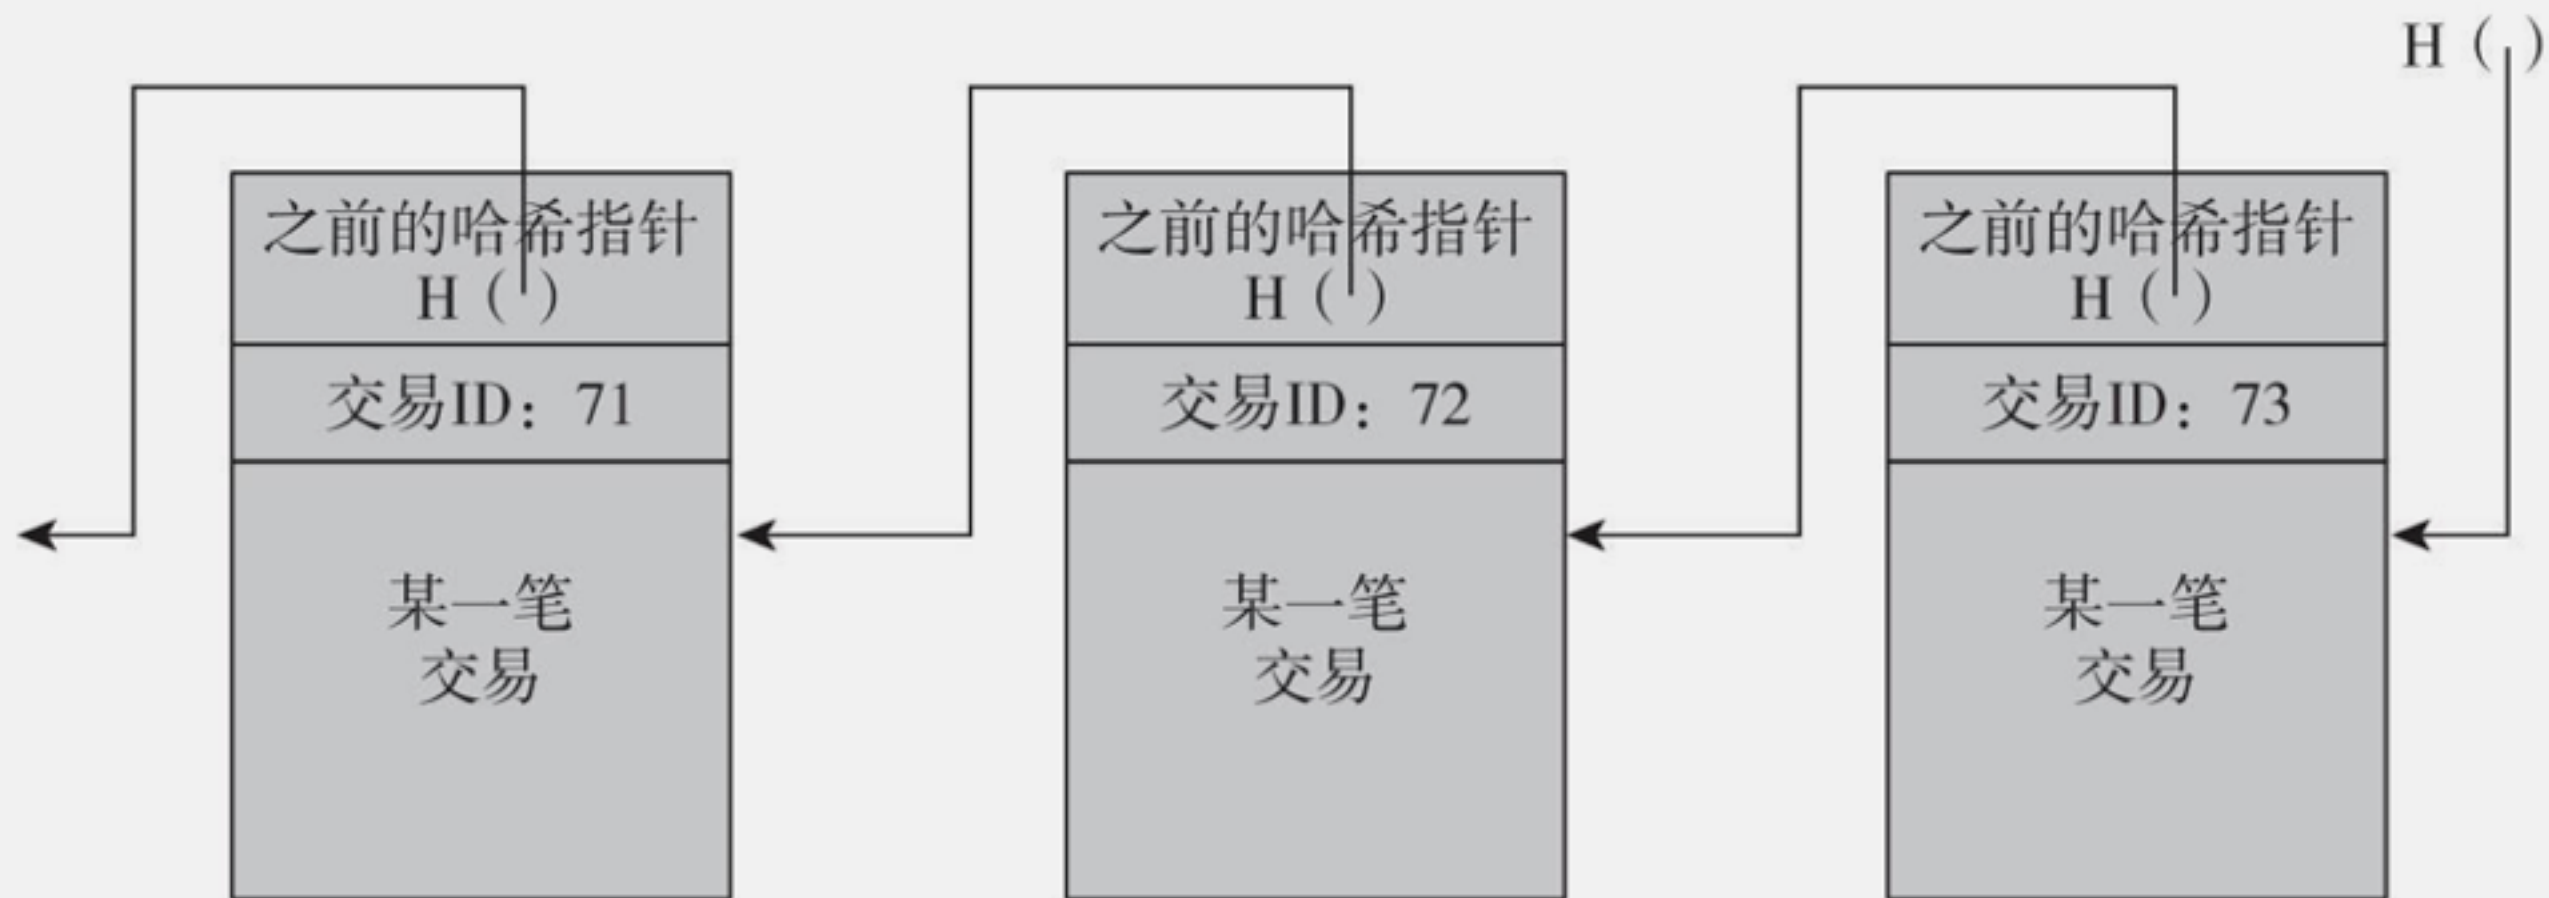 H（ ）
之前的哈希指针
H（ ）
交易ID：71
某一笔
交易
之前的哈希指针
H（ ）
交易ID：72
某一笔
交易
之前的哈希指针
H（ ）
交易ID：73
某一笔
交易